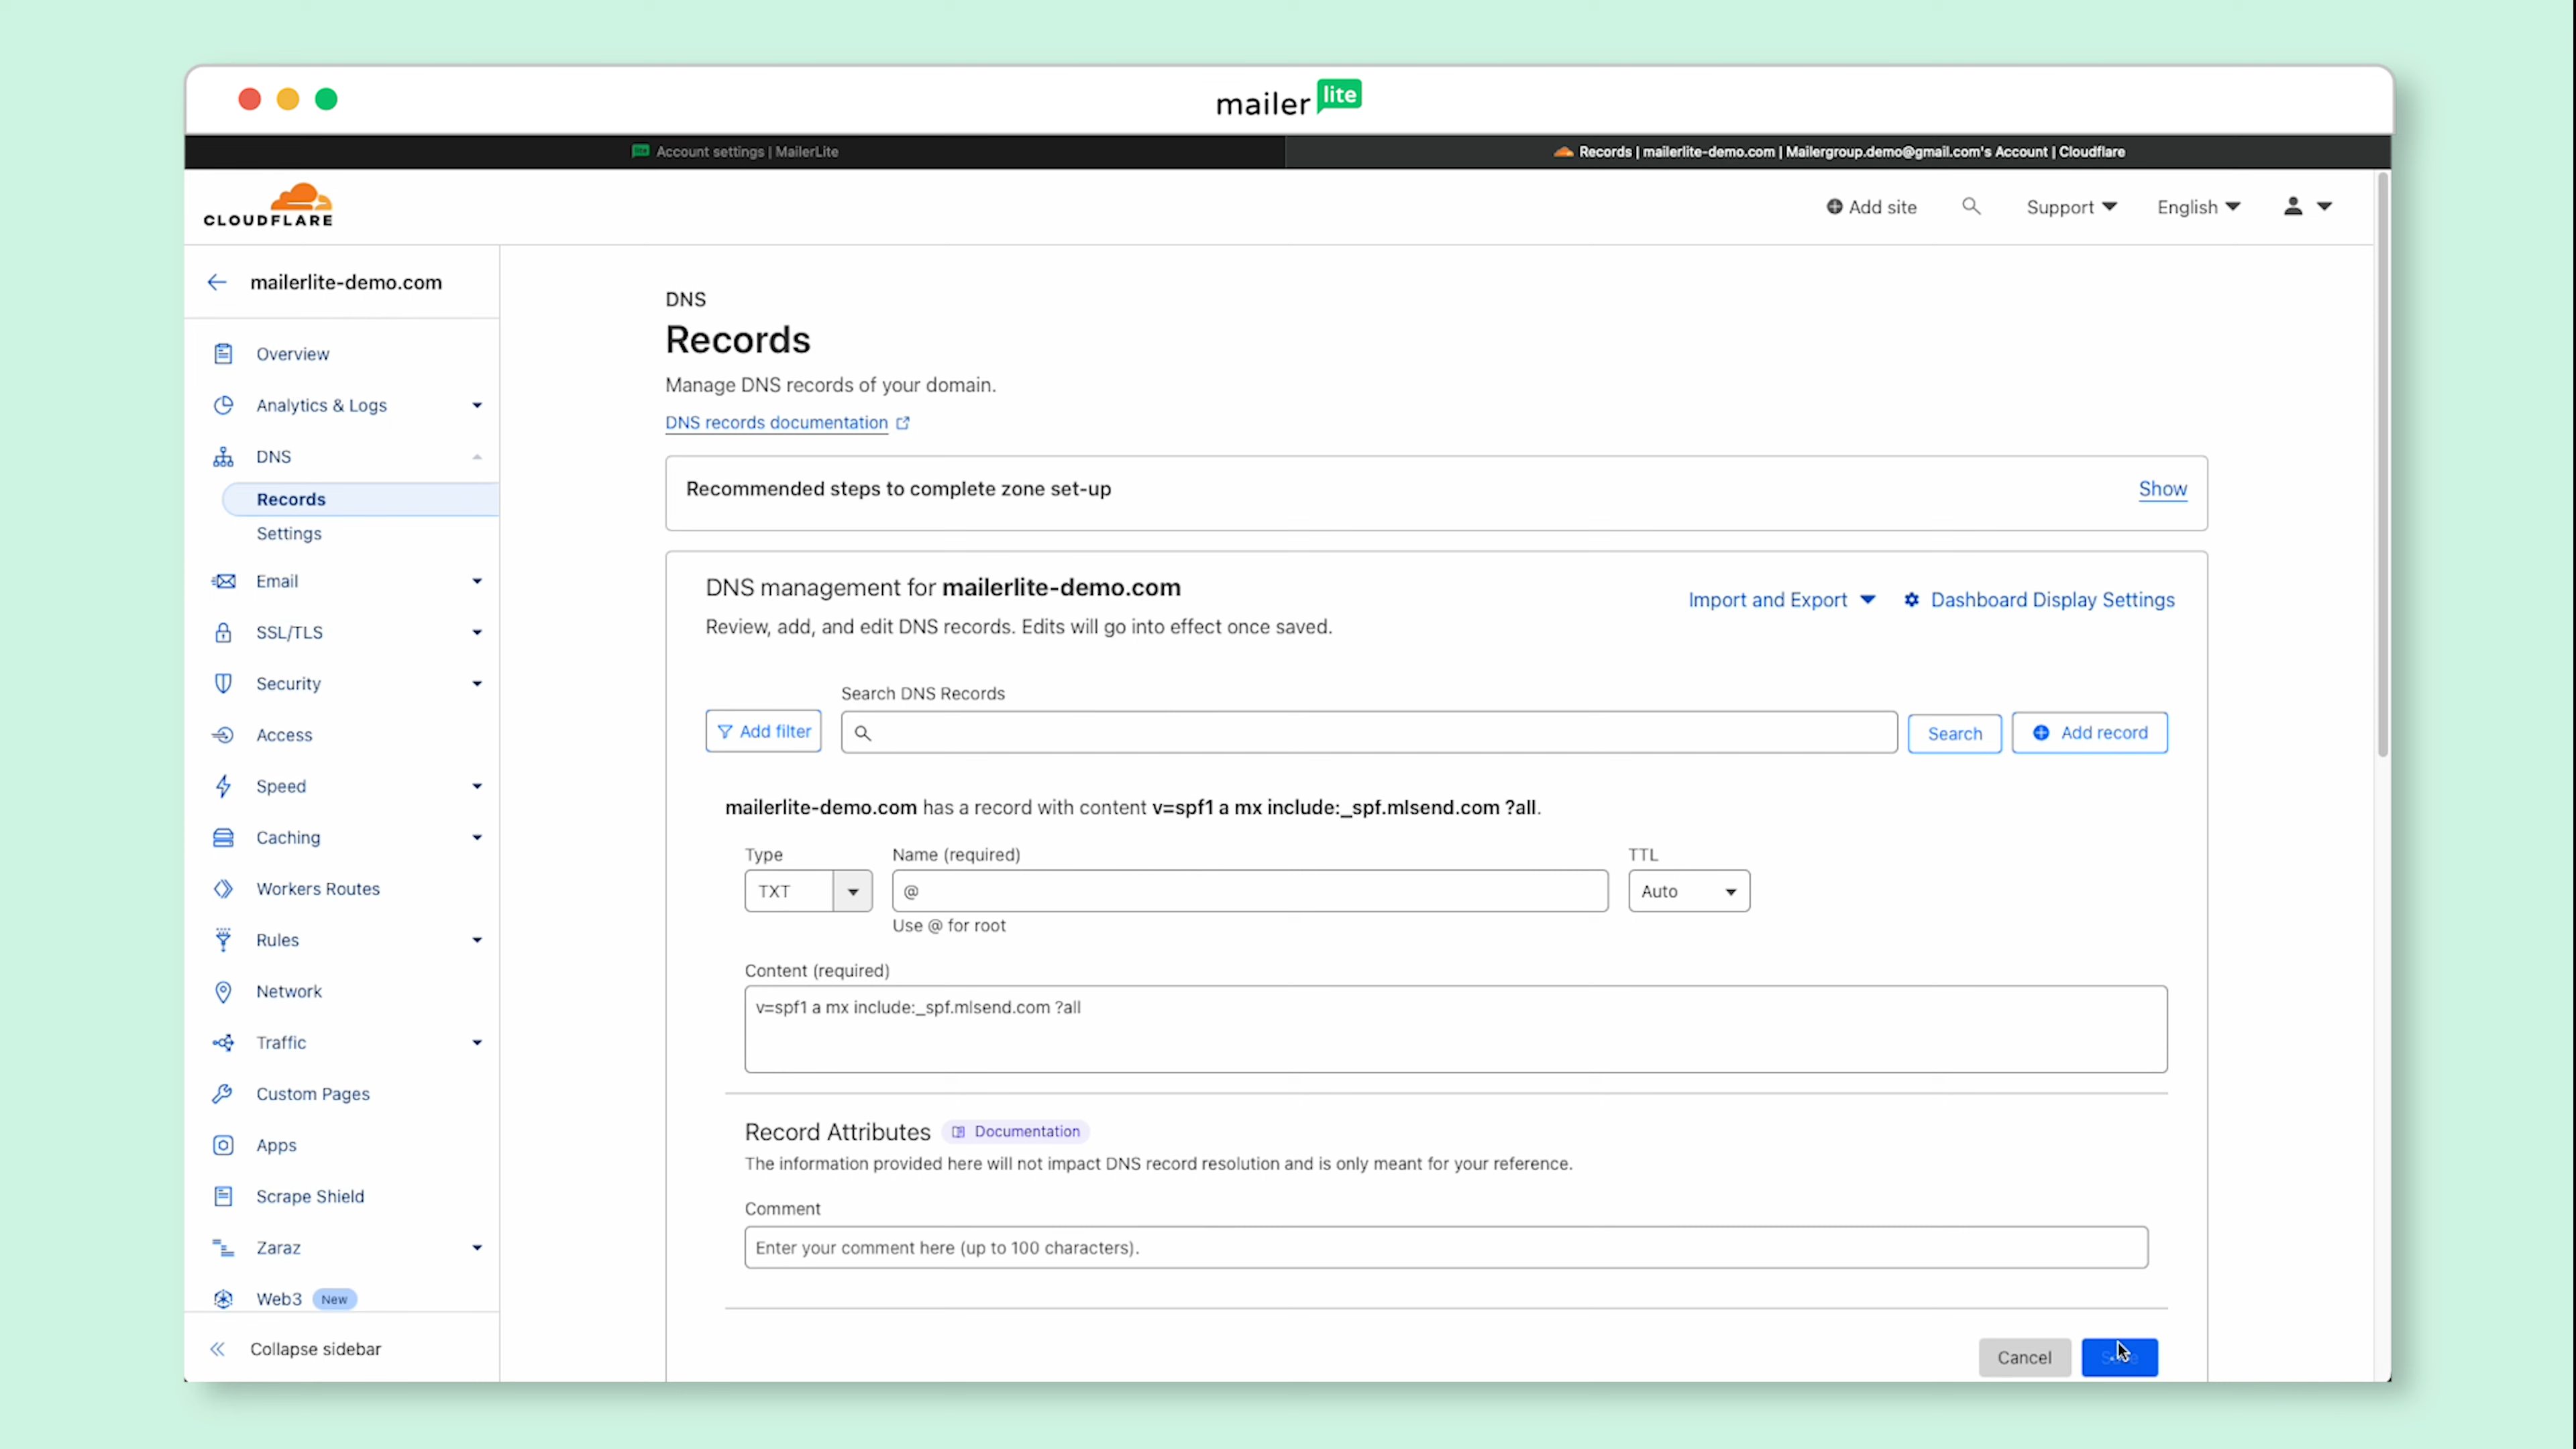 mailer lite
Account settings | MailerLite
Records | mailerlite-demo.com | Mailergroup.demo@gmail.com's Account | Cloudflare
CLOUDFLARE
Add site
Support
English
mailerlite-demo.com
Overview
Analytics & Logs
DNS
Records
Settings
Email
SSL/TLS
Security
Access
Speed
Caching
Workers Routes
Rules
Network
Traffic
Custom Pages
Apps
Scrape Shield
Zaraz
Web3 New
Collapse sidebar
DNS
Records
Manage DNS records of your domain.
DNS records documentation
Recommended steps to complete zone set-up
Show
DNS management for mailerlite-demo.com
Review, add, and edit DNS records. Edits will go into effect once saved.
Import and Export
Dashboard Display Settings
Search DNS Records
Add filter
Search
Add record
mailerlite-demo.com has a record with content v=spf1 a mx include:_spf.mlsend.com ?all.
Type
Name (required)
TTL
TXT
@
Auto
Use @ for root
Content (required)
v=spf1 a mx include:_spf.mlsend.com ?all
Record Attributes
Documentation
The information provided here will not impact DNS record resolution and is only meant for your reference.
Comment
Enter your comment here (up to 100 characters).
Cancel